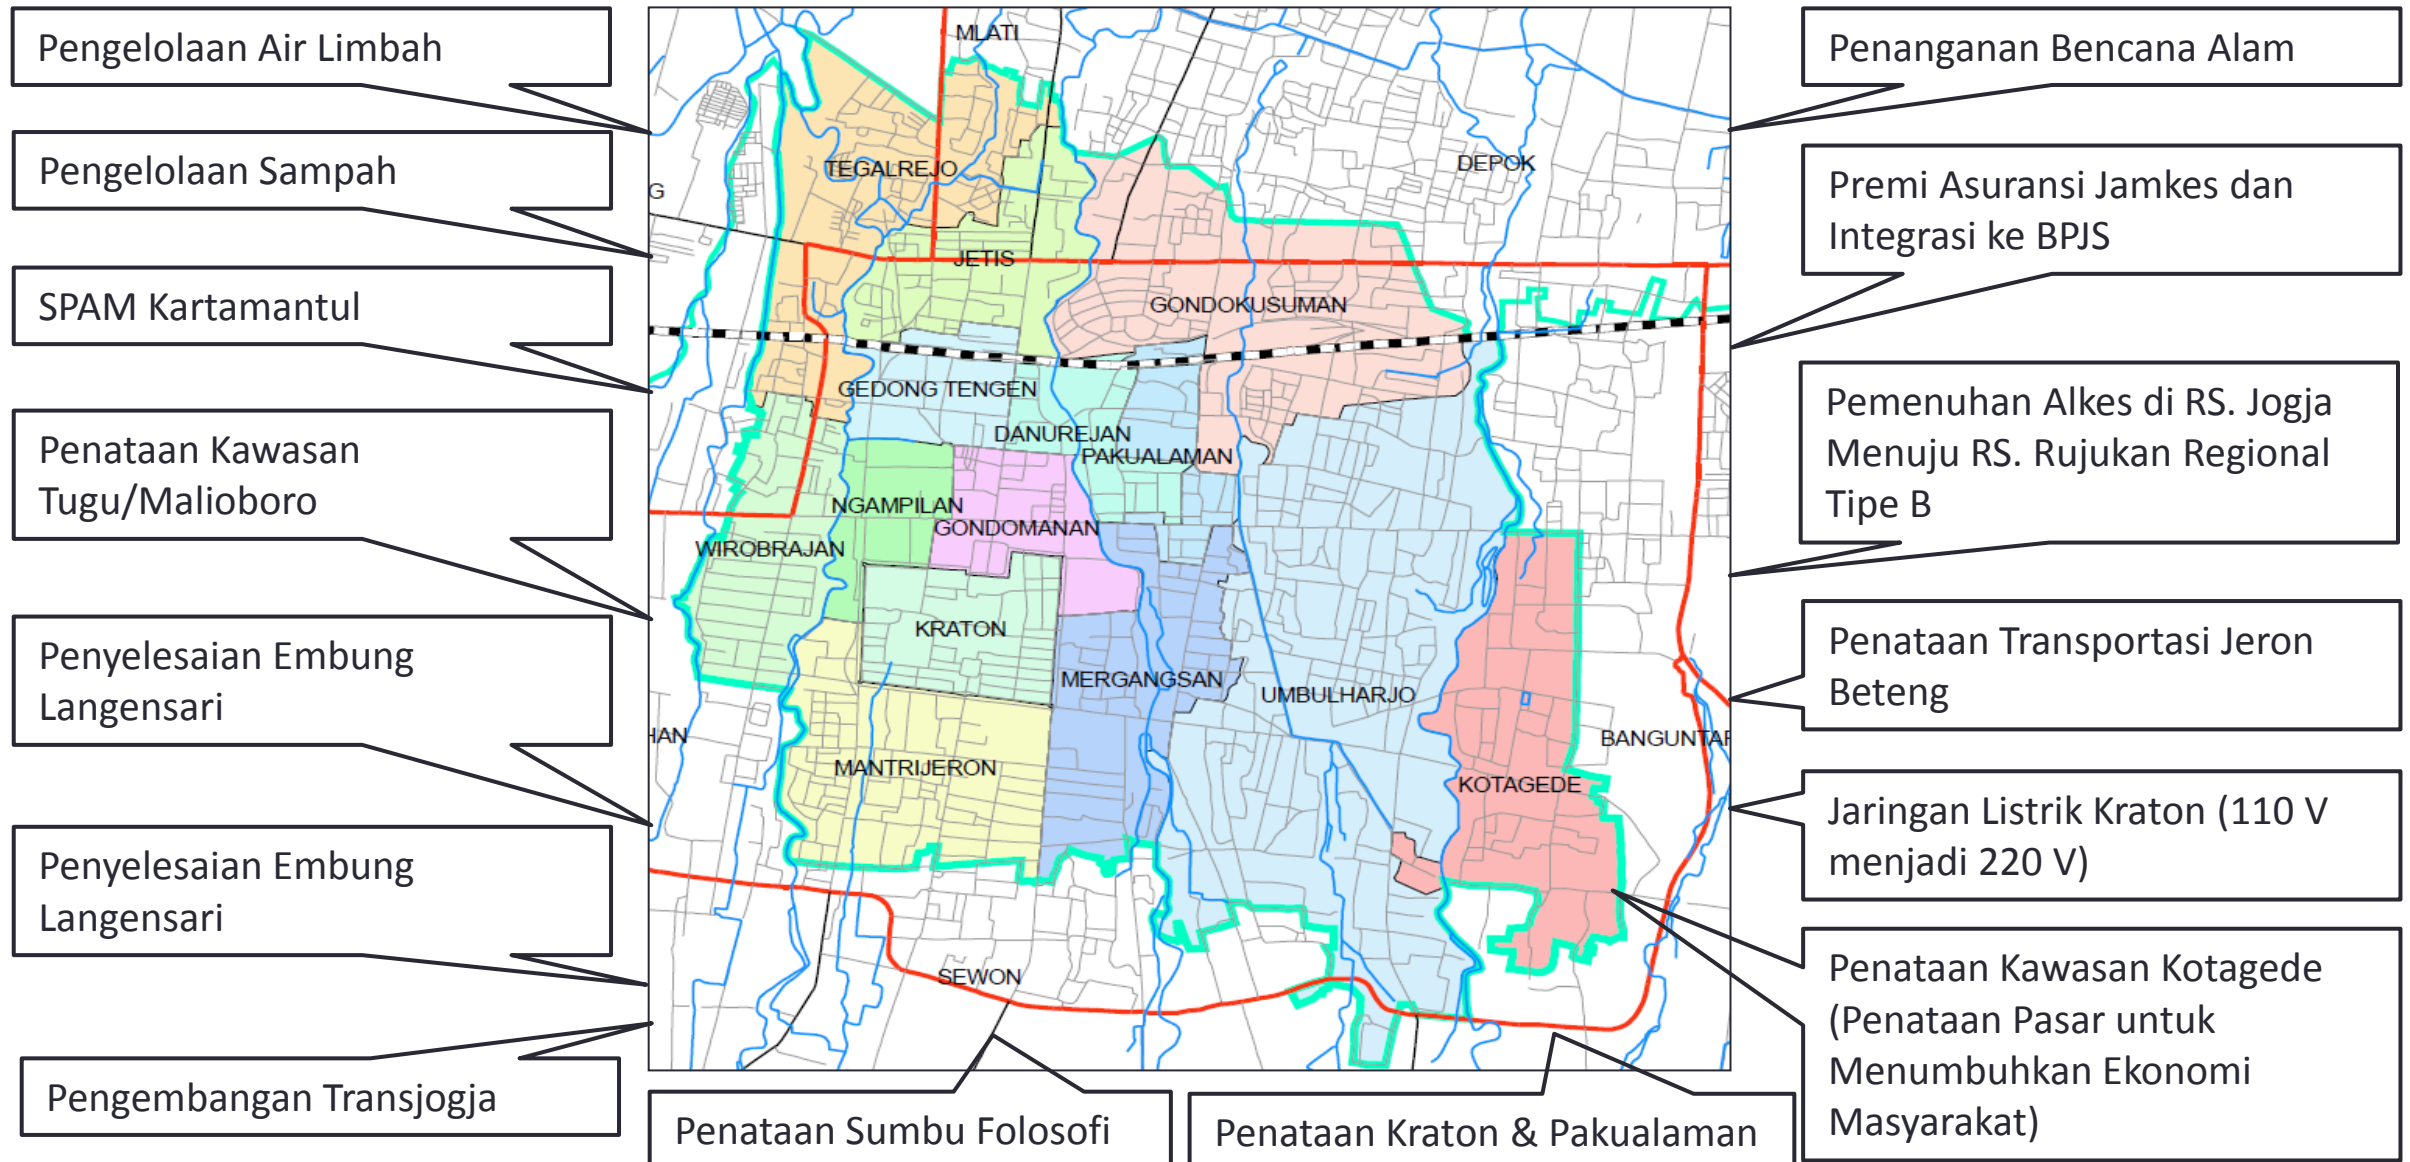 Pengelolaan Air Limbah
Pengelolaan Sampah
SPAM Kartamantul
Penataan Kawasan
Tugu/Malioboro
Penyelesaian Embung
Langensari
Penyelesaian Embung
Langensari
Pengembangan Transjogja
MLATI
TEGALREJO
DEPOK
G
JETIS
GONDOKUSUMAN
GEDONG TENGEN
DANUREJAN
PAKUALAMAN
NGAMPILAN
GONDOMANAN
WIROBRAJAN
KRATON
MERGANGSAN
UMBULHARJO
HAN
BANGUNTAP
MANTRIJERON
KOTAGEDE
SEWON
Penataan Sumbu Folosofi
Penataan Kraton & Pakualaman
Penanganan Bencana Alam
Premi Asuransi Jamkes dan
Integrasi ke BPJS
Pemenuhan Alkes di RS. Jogja
Menuju RS. Rujukan Regional
Tipe B
Penataan Transportasi Jeron
Beteng
Jaringan Listrik Kraton (110 V
menjadi 220 V)
Penataan Kawasan Kotagede
(Penataan Pasar untuk
Menumbuhkan Ekonomi
Masyarakat)